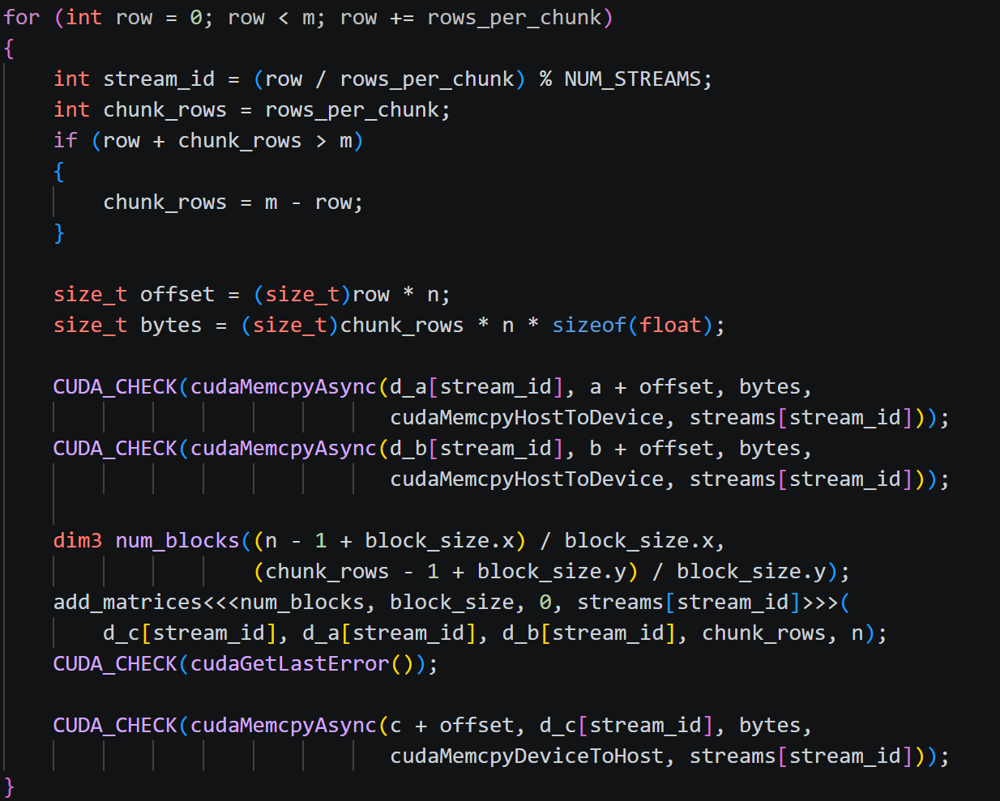 for (int row = 0; row < m; row += rows_per_chunk)
{
    int stream_id = (row / rows_per_chunk) % NUM_STREAMS;
    int chunk_rows = rows_per_chunk;
    if (row + chunk_rows > m)
    {
        chunk_rows = m - row;
    }

    size_t offset = (size_t)row * n;
    size_t bytes = (size_t)chunk_rows * n * sizeof(float);

    CUDA_CHECK(cudaMemcpyAsync(d_a[stream_id], a + offset, bytes,
                               cudaMemcpyHostToDevice, streams[stream_id]));
    CUDA_CHECK(cudaMemcpyAsync(d_b[stream_id], b + offset, bytes,
                               cudaMemcpyHostToDevice, streams[stream_id]));

    dim3 num_blocks((n - 1 + block_size.x) / block_size.x,
                    (chunk_rows - 1 + block_size.y) / block_size.y);
    add_matrices<<<num_blocks, block_size, 0, streams[stream_id]>>>(
        d_c[stream_id], d_a[stream_id], d_b[stream_id], chunk_rows, n);
    CUDA_CHECK(cudaGetLastError());

    CUDA_CHECK(cudaMemcpyAsync(c + offset, d_c[stream_id], bytes,
                               cudaMemcpyDeviceToHost, streams[stream_id]));
}